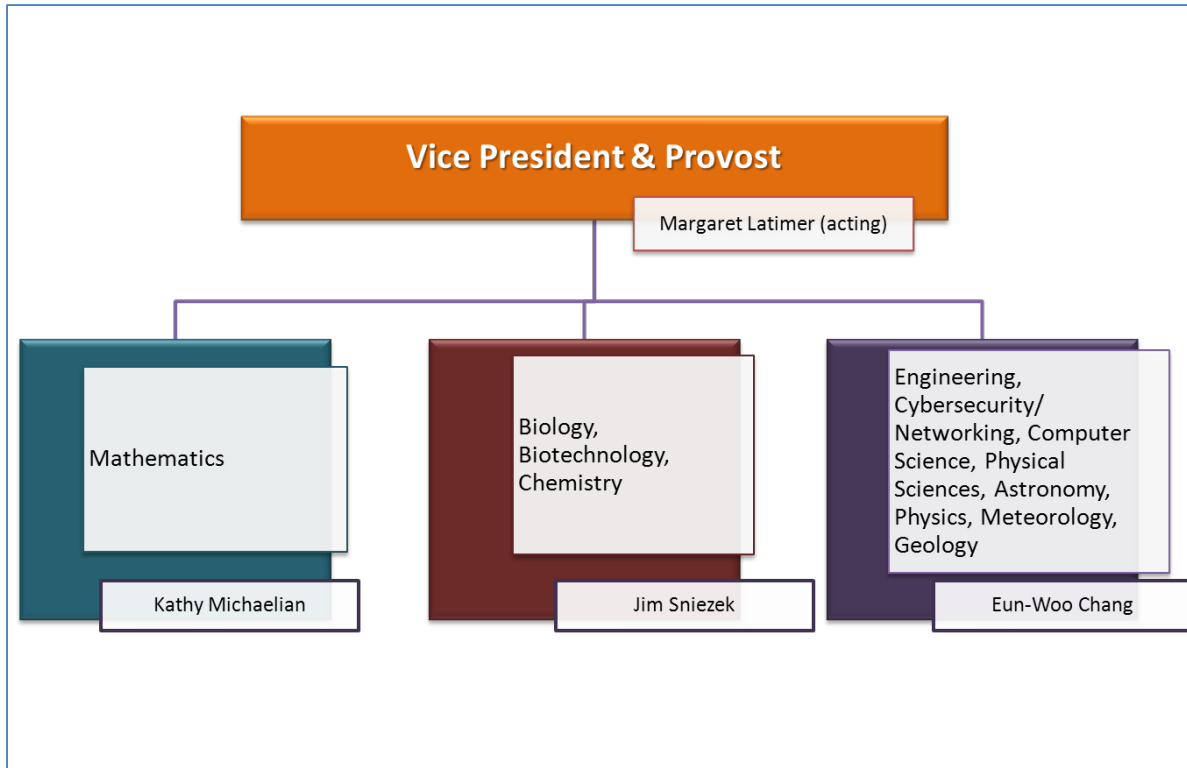 Vice President & Provost
Margaret Latimer (acting)
Mathematics
Kathy Michaelian
Biology,
Biotechnology,
Chemistry
Jim Sniezek
Engineering,
Cybersecurity/
Networking, Computer
Science, Physical
Sciences, Astronomy,
Physics, Meteorology,
Geology
Eun-Woo Chang